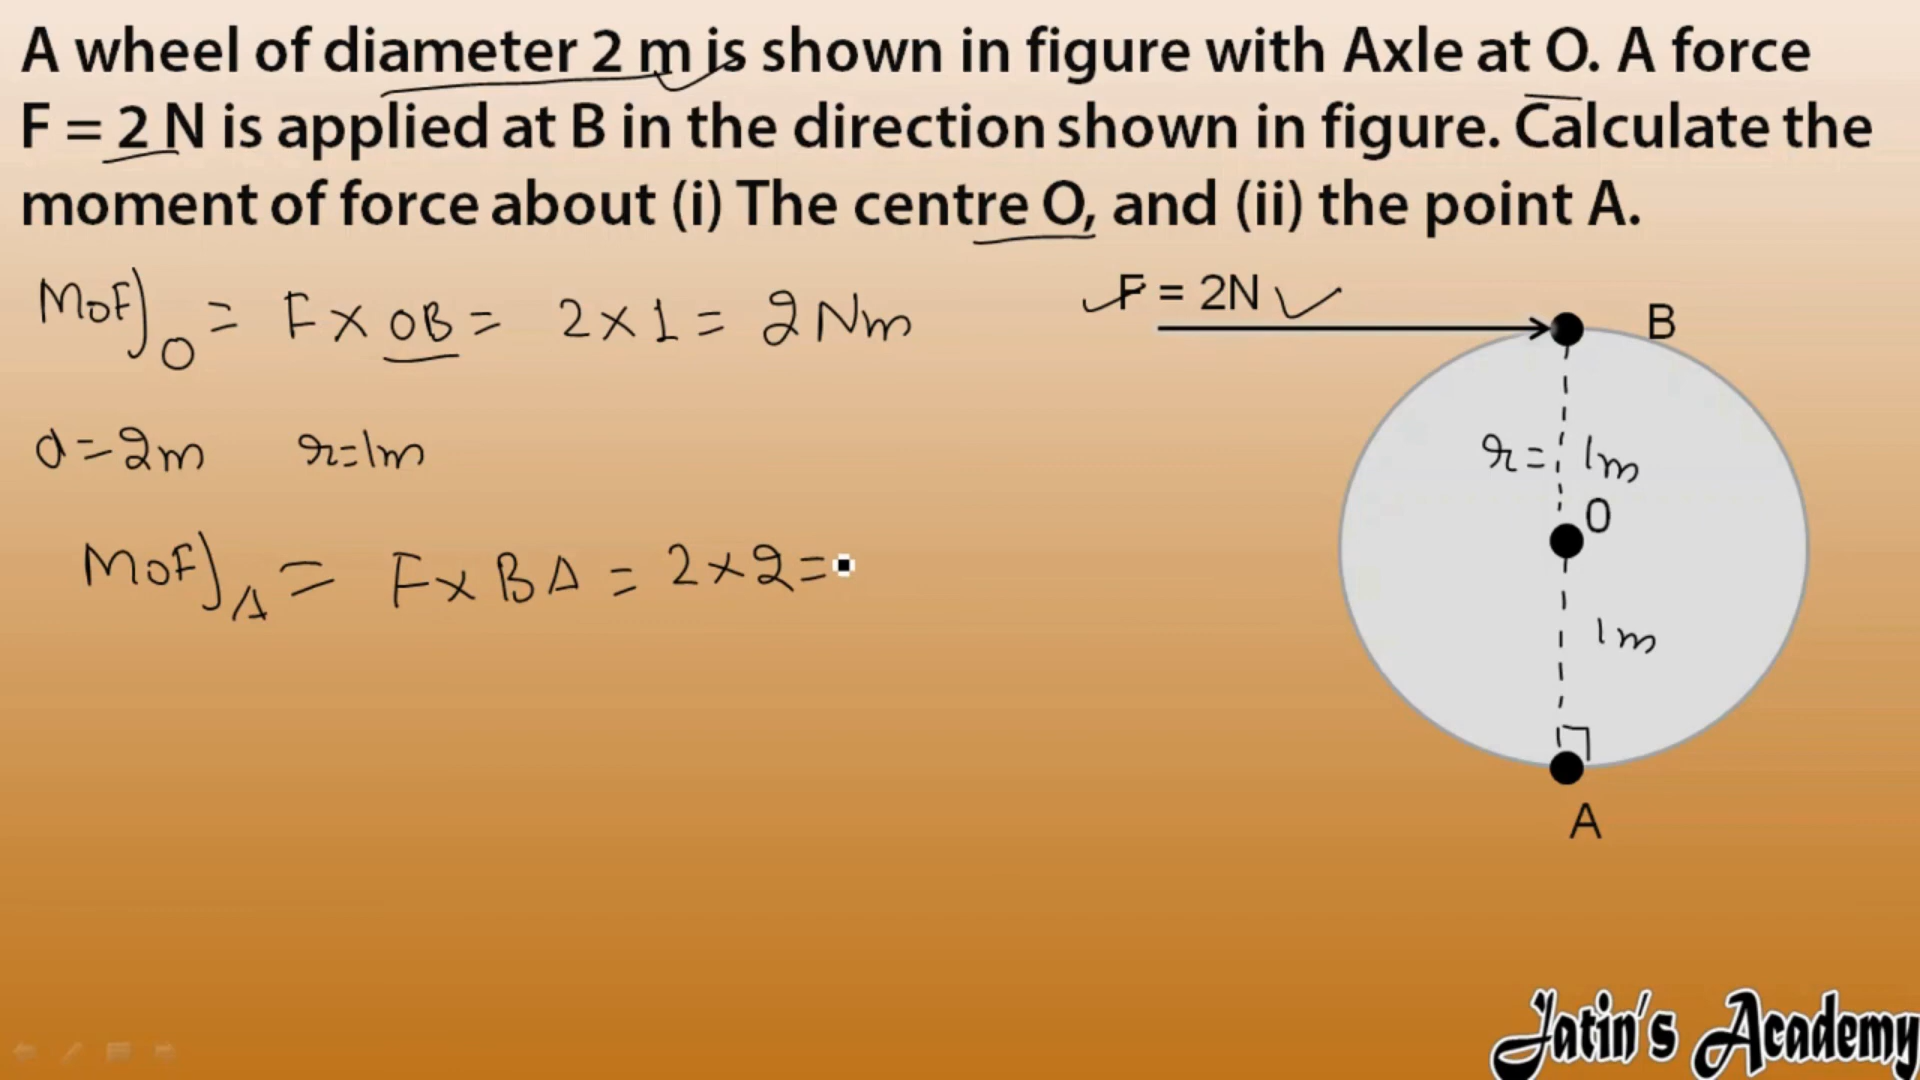 A wheel of diameter 2 m is shown in figure with Axle at O. A force
F = 2 N is applied at B in the direction shown in figure. Calculate the
moment of force about (i) The centre O, and (ii) the point A.
MoF)O = F × OB = 2 × 1 = 2 Nm
F = 2N
B
d = 2m r = 1m
r = 1m
O
MoF)A = F × BA = 2 × 2 =
1m
A
Jatin's Academy